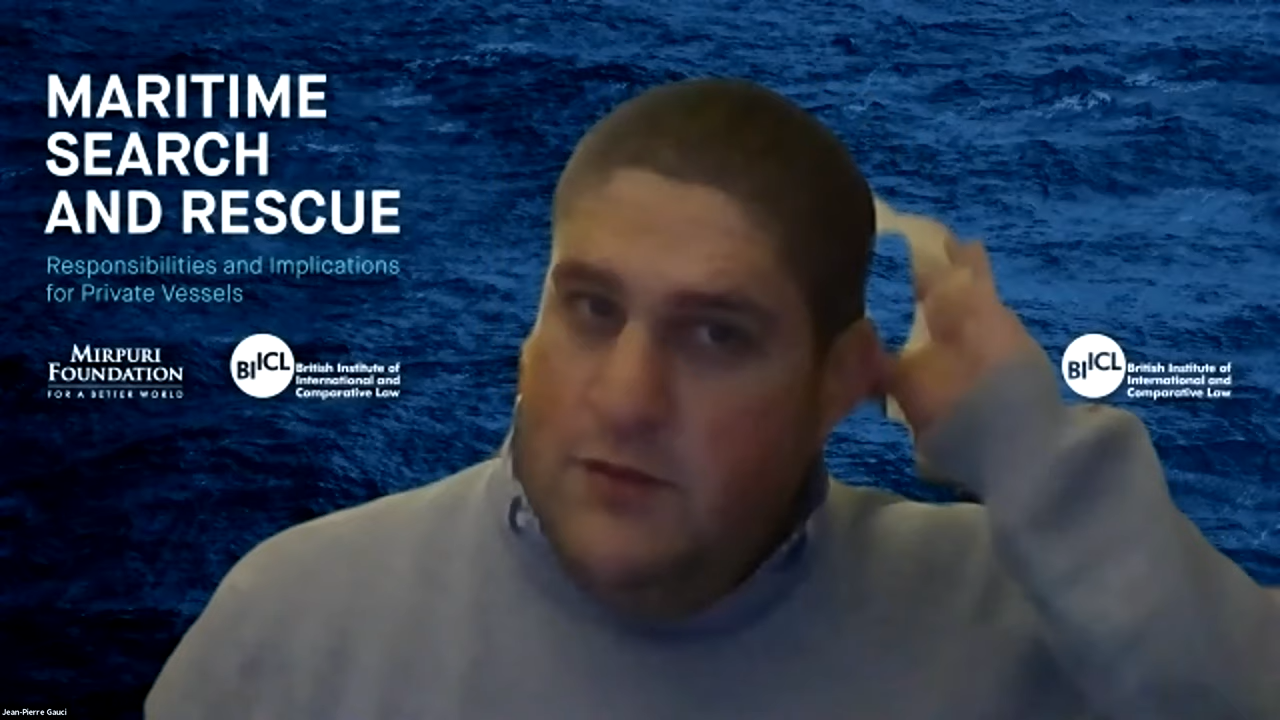 MARITIME
SEARCH
AND RESCUE
Responsibilities and Implications
for Private Vessels
MIRPURI
FOUNDATION
FOR A BETTER WORLD
BIICL
British Institute of
International and
Comparative Law
BIICL
British Institute of
International and
Comparative Law
Jean-Pierre Gauci